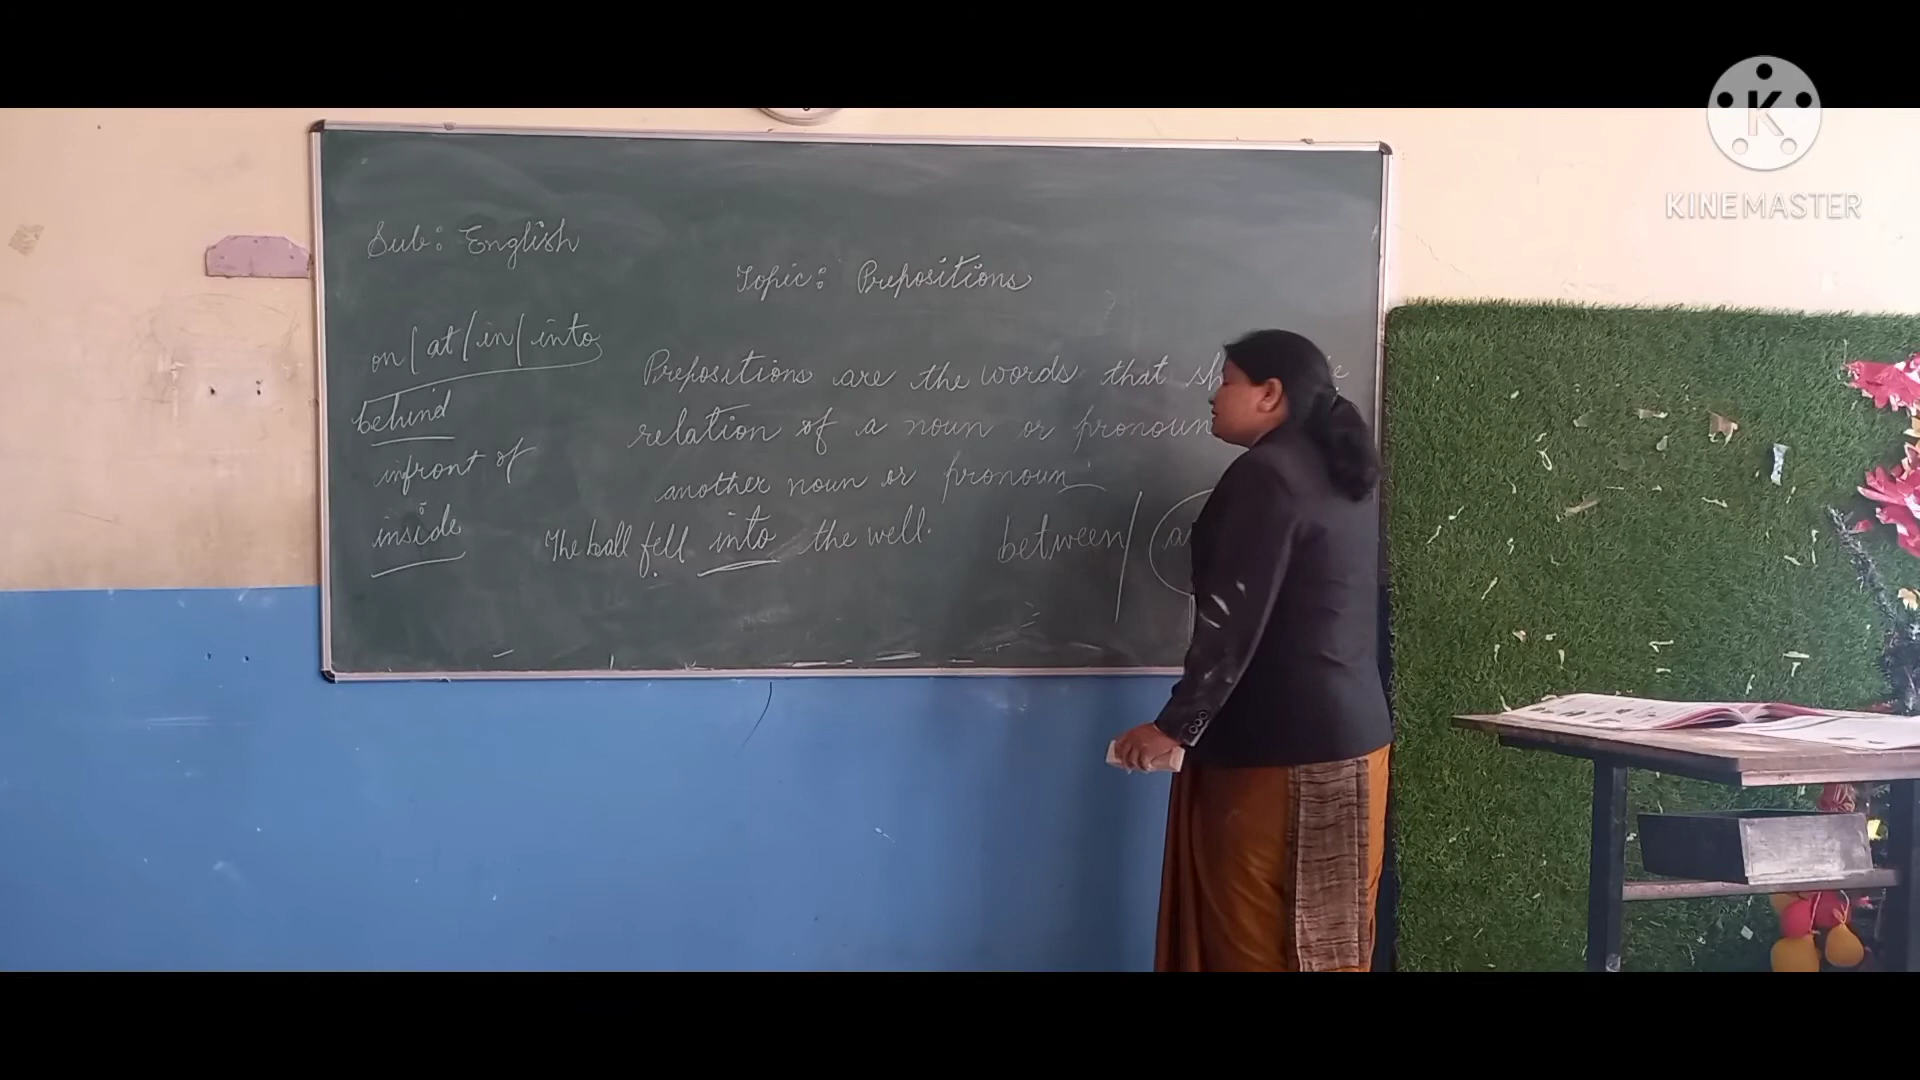 Sub: English
Topic: Prepositions
on / at / in / into
behind
infront of
inside
Prepositions are the words that
relation of a noun or pronoun
another noun or pronoun
The ball fell into the well.
between /
KINEMASTER